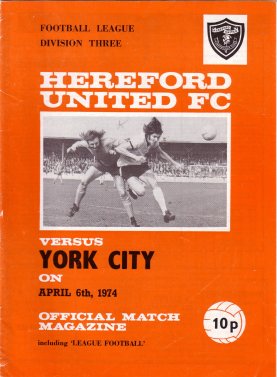 FOOTBALL LEAGUE
DIVISION THREE
HEREFORD
UNITED FC
VERSUS
YORK CITY
ON
APRIL 6th, 1974
OFFICIAL MATCH
MAGAZINE
including 'LEAGUE FOOTBALL'
10p